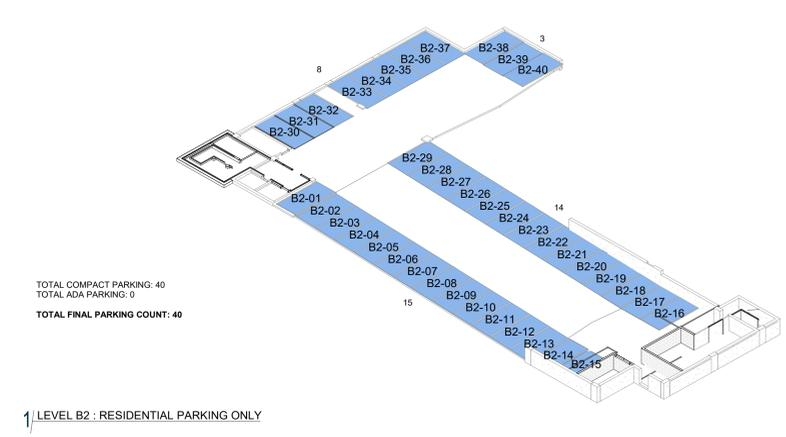 B2-37
B2-36
B2-35
B2-34
B2-33
B2-38
B2-39
B2-40
3
8
B2-32
B2-31
B2-30
B2-29
B2-28
B2-27
B2-26
B2-25
B2-24
B2-23
B2-22
B2-21
B2-20
B2-19
B2-18
B2-17
B2-16
14
B2-01
B2-02
B2-03
B2-04
B2-05
B2-06
B2-07
B2-08
B2-09
B2-10
B2-11
B2-12
B2-13
B2-14
B2-15
15
TOTAL COMPACT PARKING: 40
TOTAL ADA PARKING: 0
TOTAL FINAL PARKING COUNT: 40
1 LEVEL B2 : RESIDENTIAL PARKING ONLY